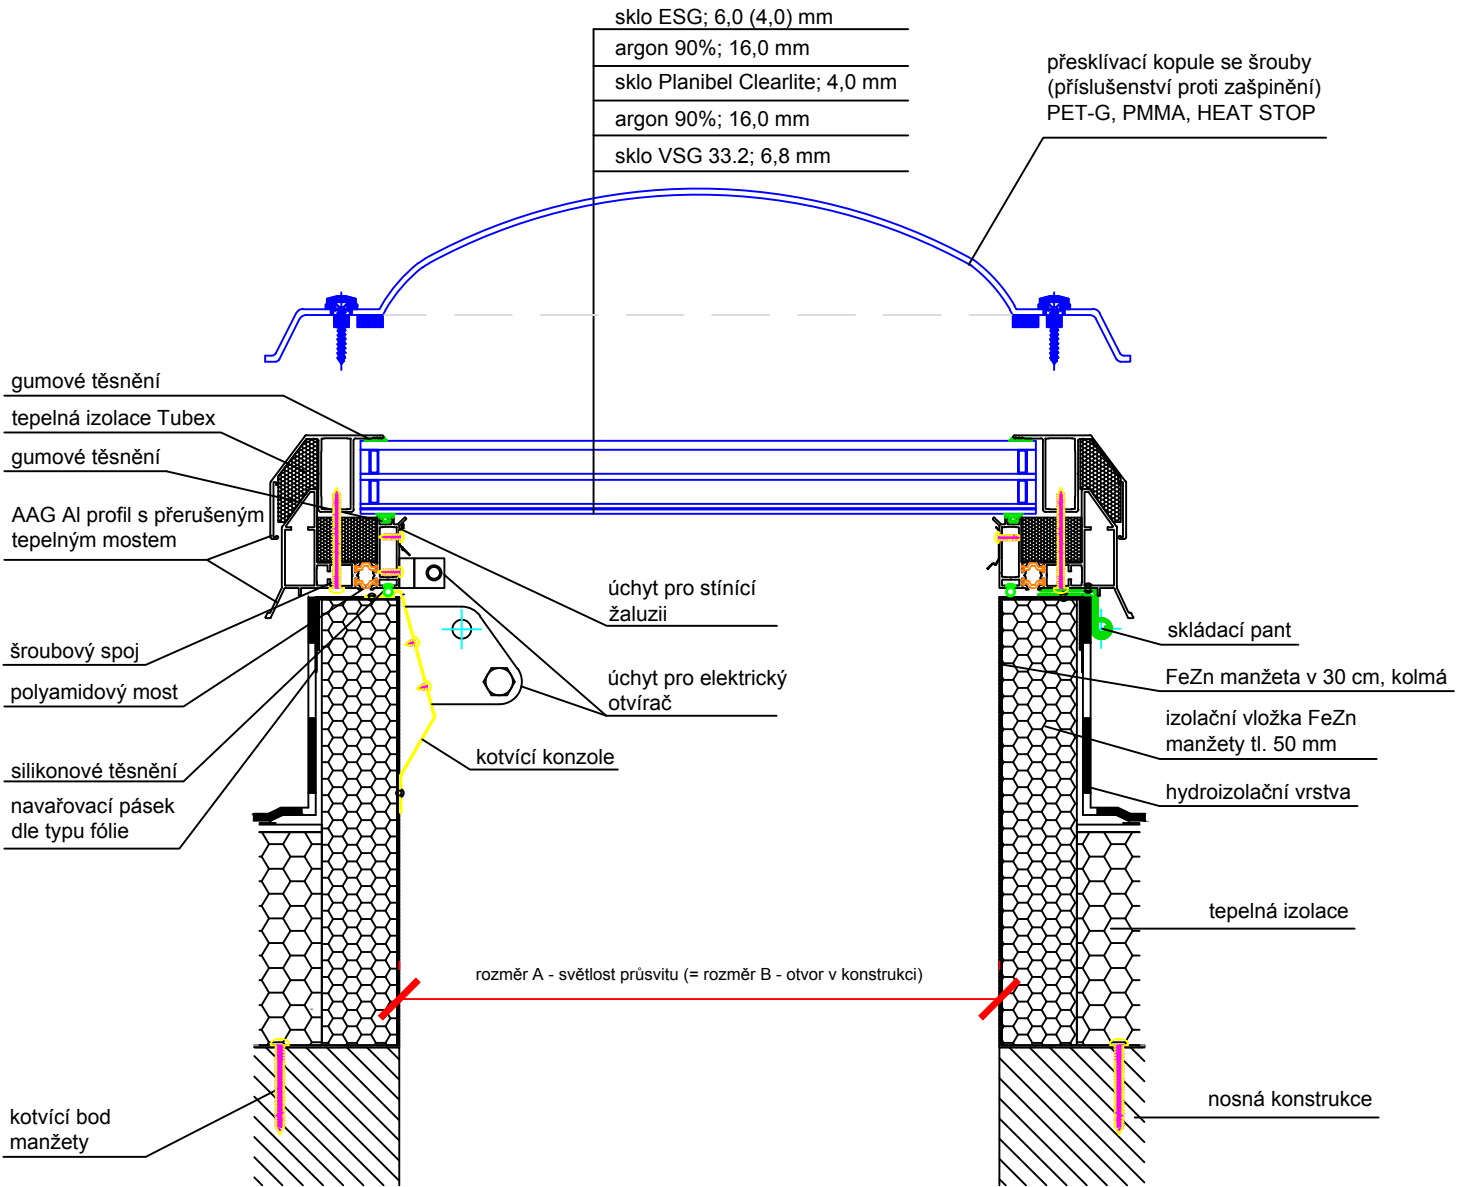 sklo ESG; 6,0 (4,0) mm
argon 90%; 16,0 mm
sklo Planibel Clearlite; 4,0 mm
argon 90%; 16,0 mm
sklo VSG 33.2; 6,8 mm
přesklívací kopule se šrouby
(příslušenství proti zašpinění)
PET-G, PMMA, HEAT STOP
gumové těsnění
tepelná izolace Tubex
gumové těsnění
AAG Al profil s přerušeným
tepelným mostem
šroubový spoj
polyamidový most
silikonové těsnění
navařovací pásek
dle typu fólie
úchyt pro stínící
žaluzii
úchyt pro elektrický
otvírač
kotvící konzole
skládací pant
FeZn manžeta v 30 cm, kolmá
izolační vložka FeZn
manžety tl. 50 mm
hydroizolační vrstva
tepelná izolace
rozměr A - světlost průsvitu (= rozměr B - otvor v konstrukci)
kotvící bod
manžety
nosná konstrukce